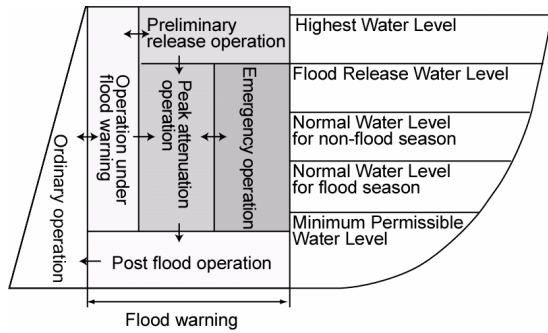 Preliminary
release operation
Operation under
flood warning
Peak attenuation
operation
Emergency operation
Ordinary operation
Post flood operation
Flood warning
Highest Water Level
Flood Release Water Level
Normal Water Level
for non-flood season
Normal Water Level
for flood season
Minimum Permissible
Water Level